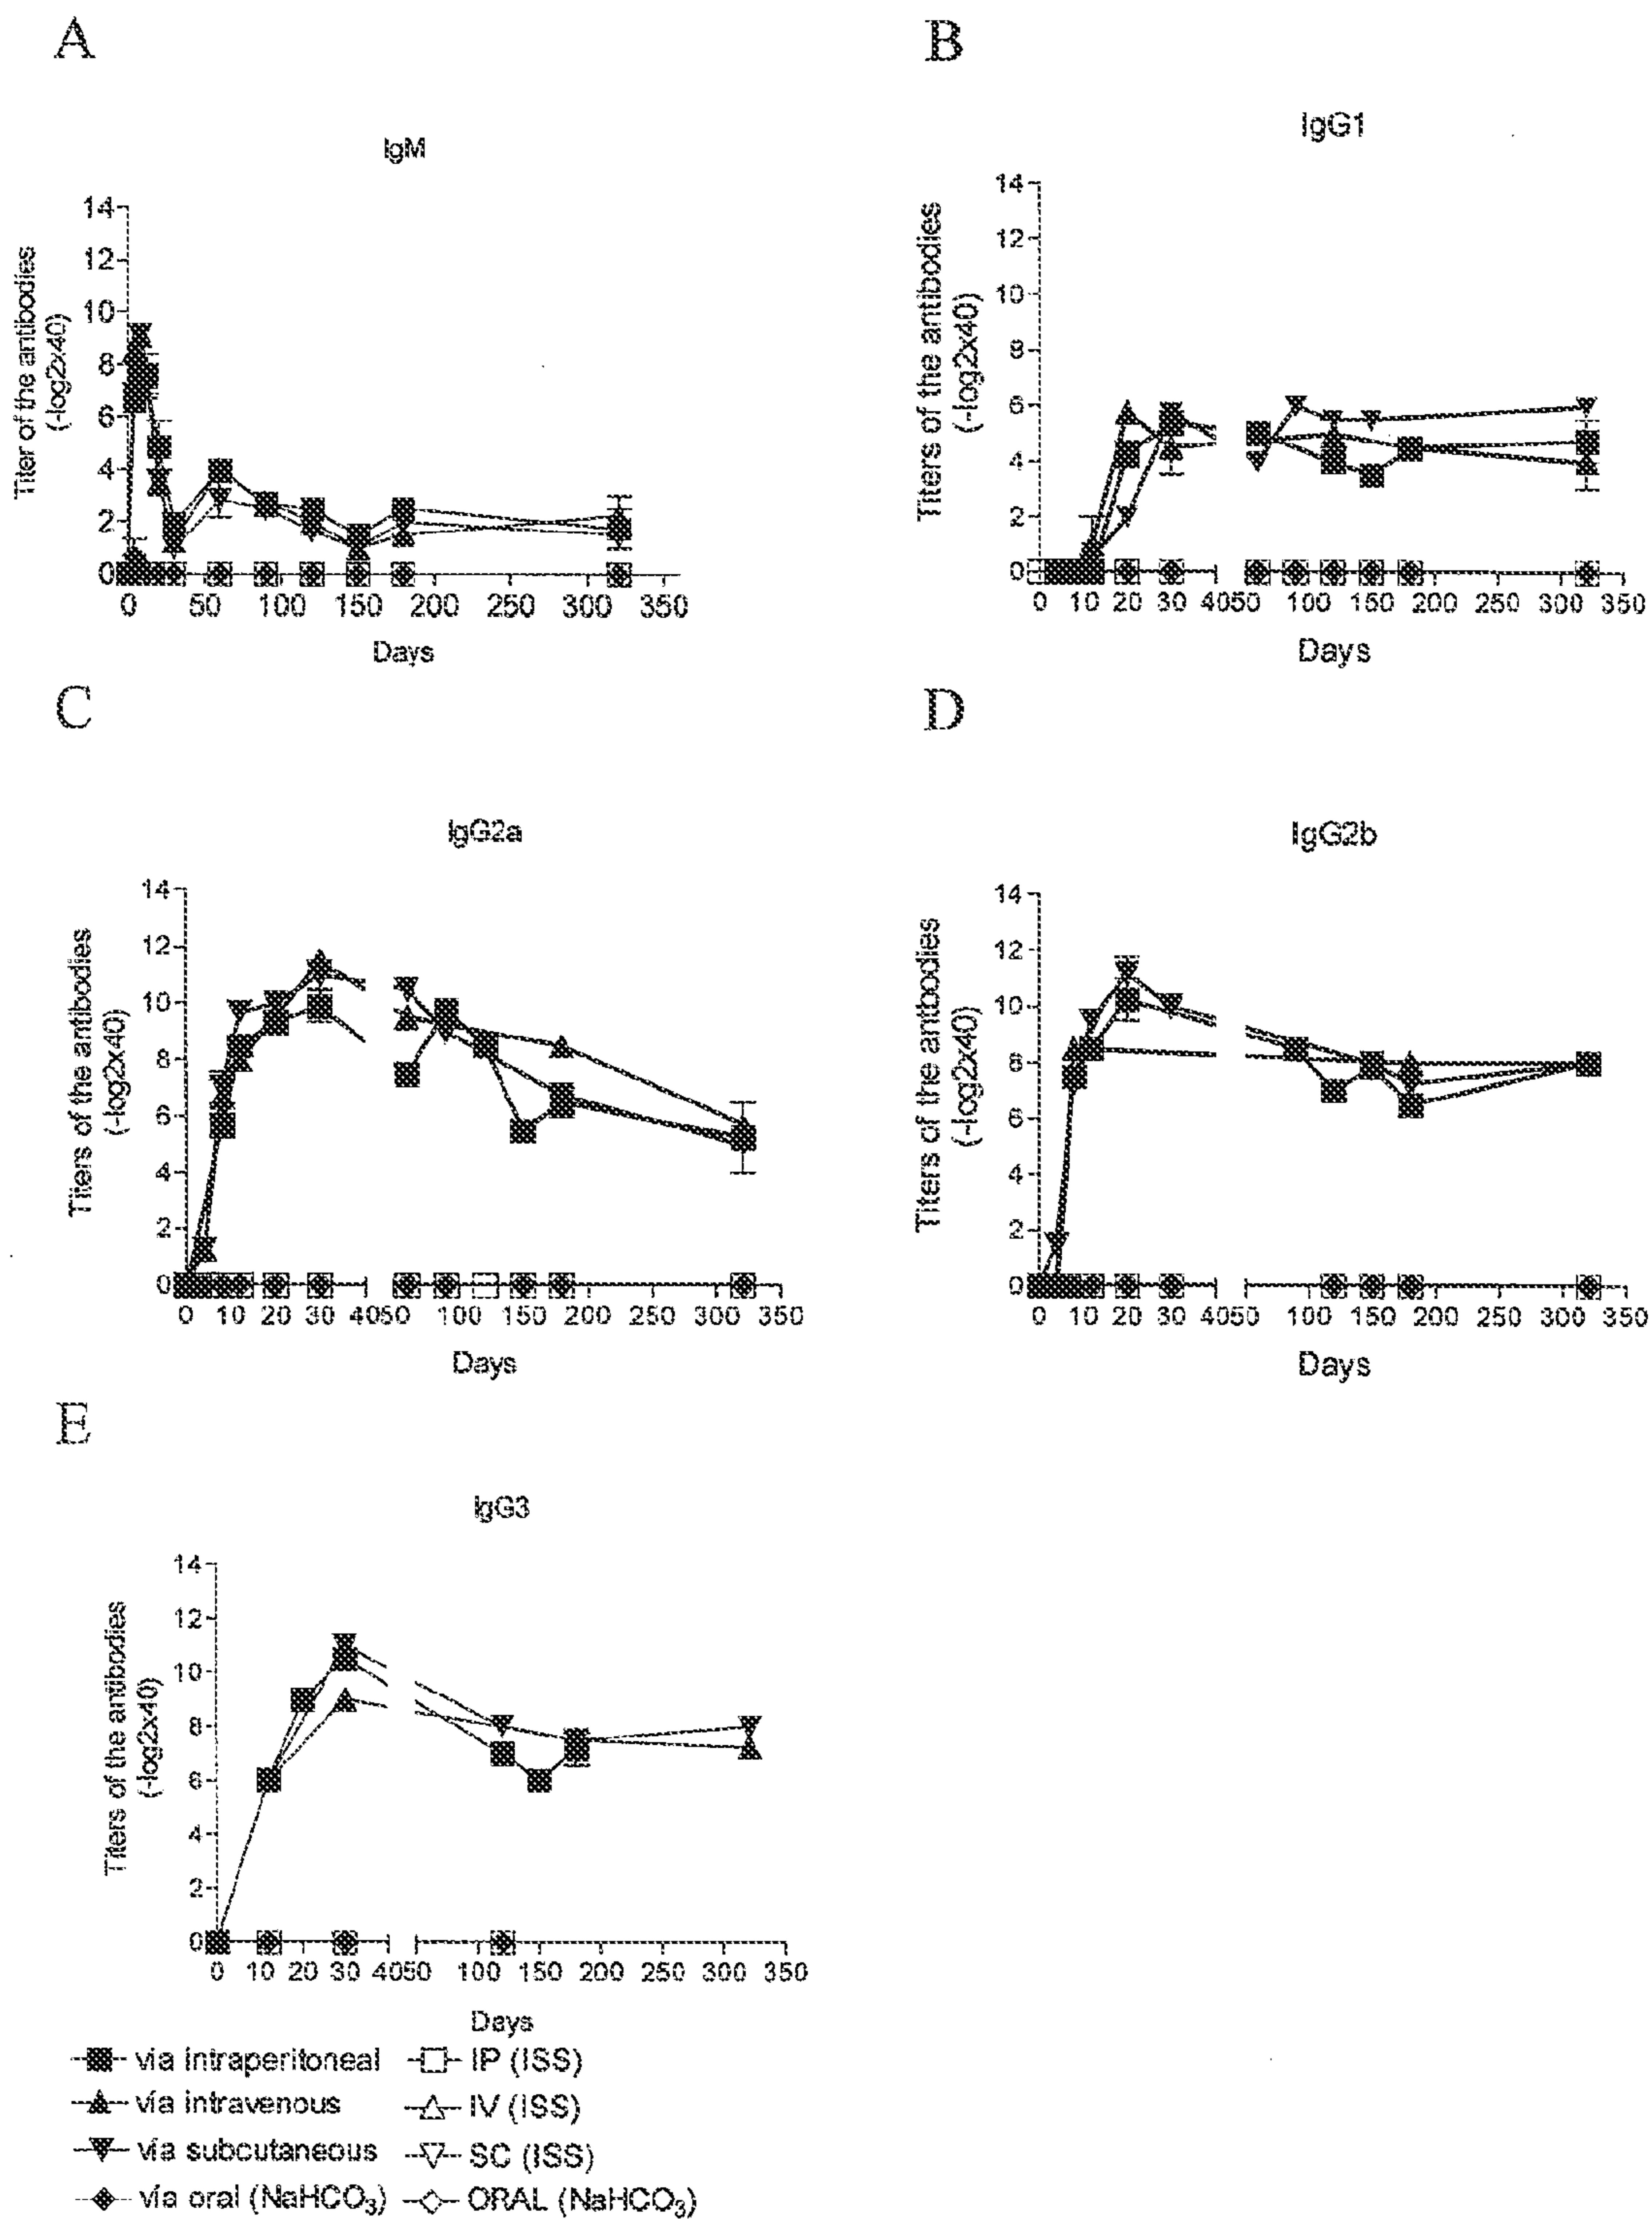 A
IgM
Titer of the antibodies
(-log2x40)
14
12
10
8
6
4
2
0
0 50 100 150 200 250 300 350
Days
B
IgG1
Titers of the antibodies
(-log2x40)
14
12
10
8
6
4
2
0
0 10 20 30 4050 100 150 200 250 300 350
Days
C
IgG2a
Titers of the antibodies
(-log2x40)
14
12
10
8
6
4
2
0
0 10 20 30 4050 100 150 200 250 300 350
Days
D
IgG2b
Titers of the antibodies
(-log2x40)
14
12
10
8
6
4
2
0
0 10 20 30 4050 100 150 200 250 300 350
Days
E
IgG3
Titers of the antibodies
(-log2x40)
14
12
10
8
6
4
2
0
0 10 20 30 4050 100 150 200 250 300 350
Days
via intraperitoneal
vía intravenous
vía subcutaneous
vía oral (NaHCO3)
IP (ISS)
IV (ISS)
SC (ISS)
ORAL (NaHCO3)